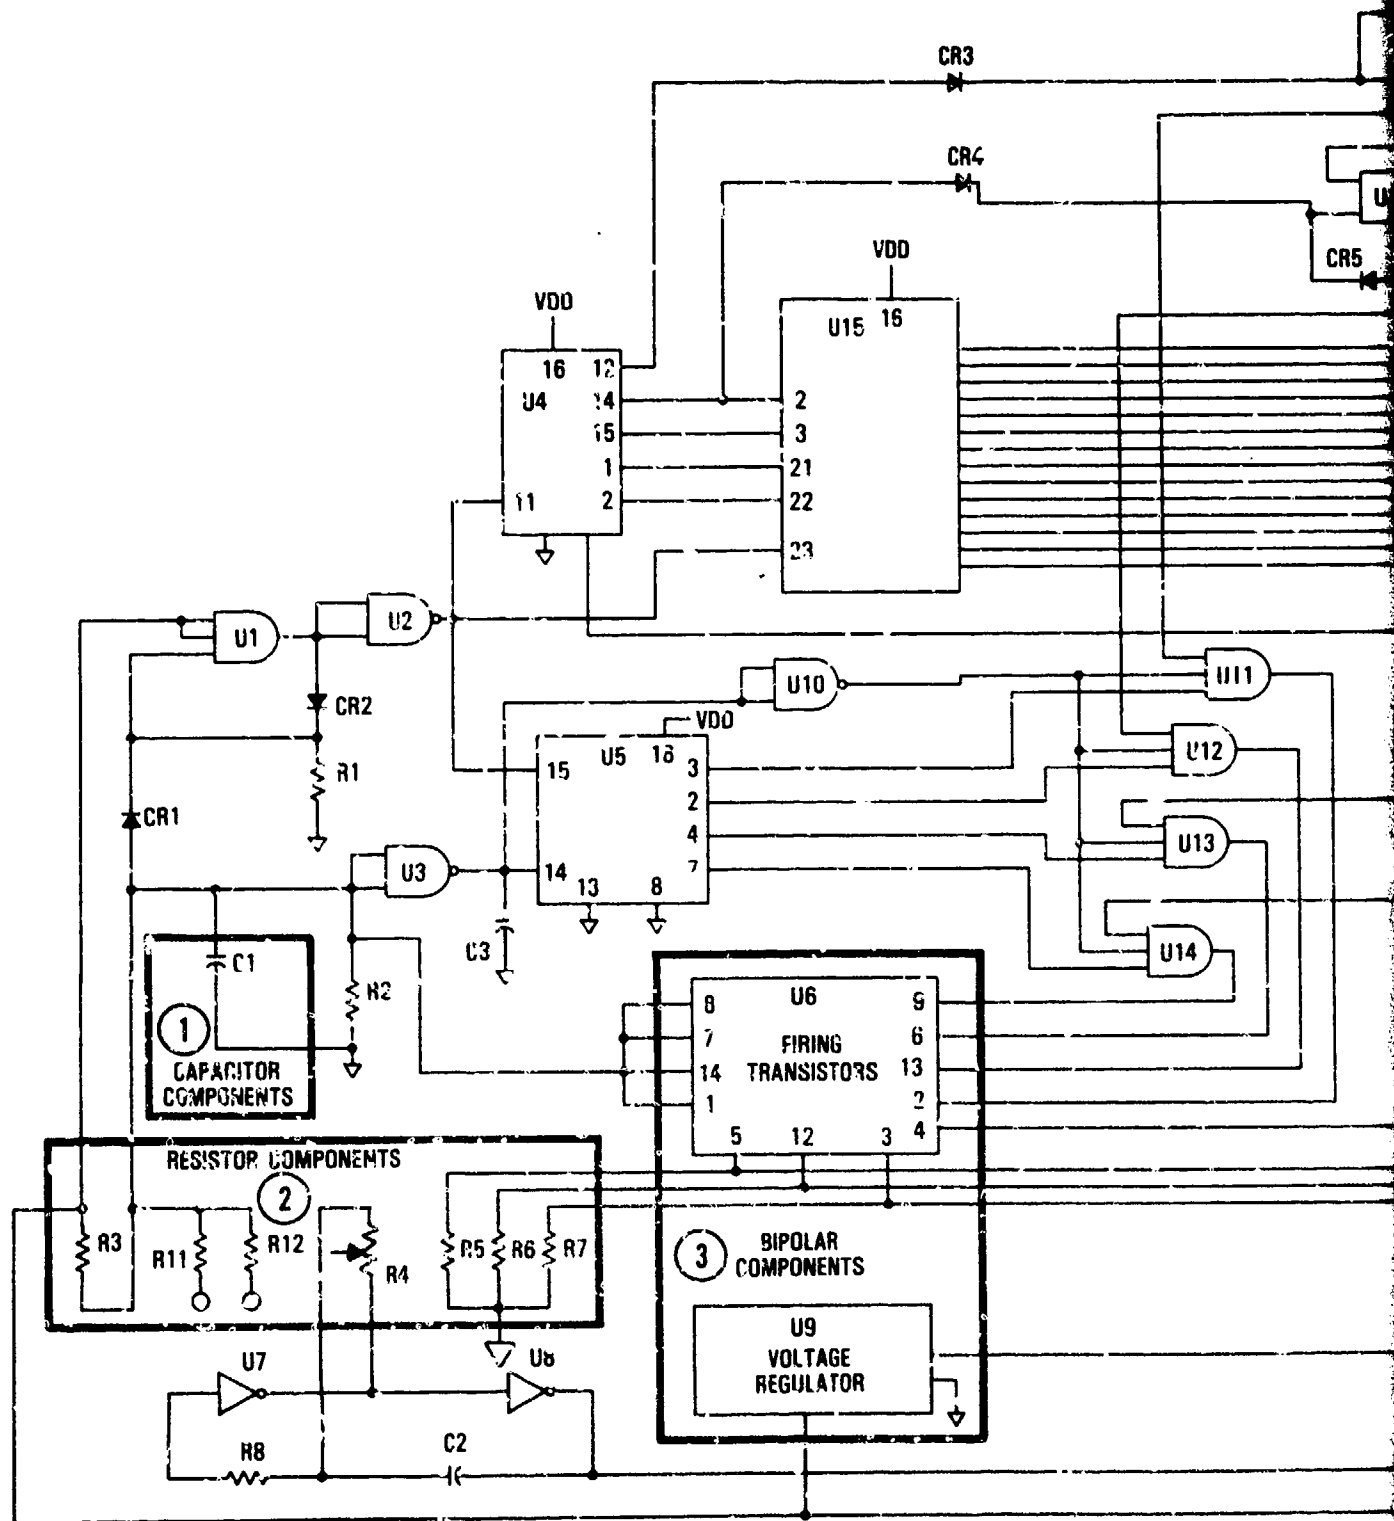 CR3
CR4
U
CR5
VDD
VDD
U15 16
16 12
U4 14
15
1
11 2
2
3
21
22
23
U1
U2
CR2
R1
CR1
U10
VDD
U5 16
15 3
2
4
14 7
13 8
U3
C3
U11
U12
U13
U14
C1
R2
1
CAPACITOR
COMPONENTS
U6
FIRING
TRANSISTORS
8 9
7 6
14 13
1 2
5 12 3 4
RESISTOR COMPONENTS
2
R3
R11
R12
R4
R5 R6 R7
3
BIPOLAR
COMPONENTS
U9
VOLTAGE
REGULATOR
U7
U8
R8
C2